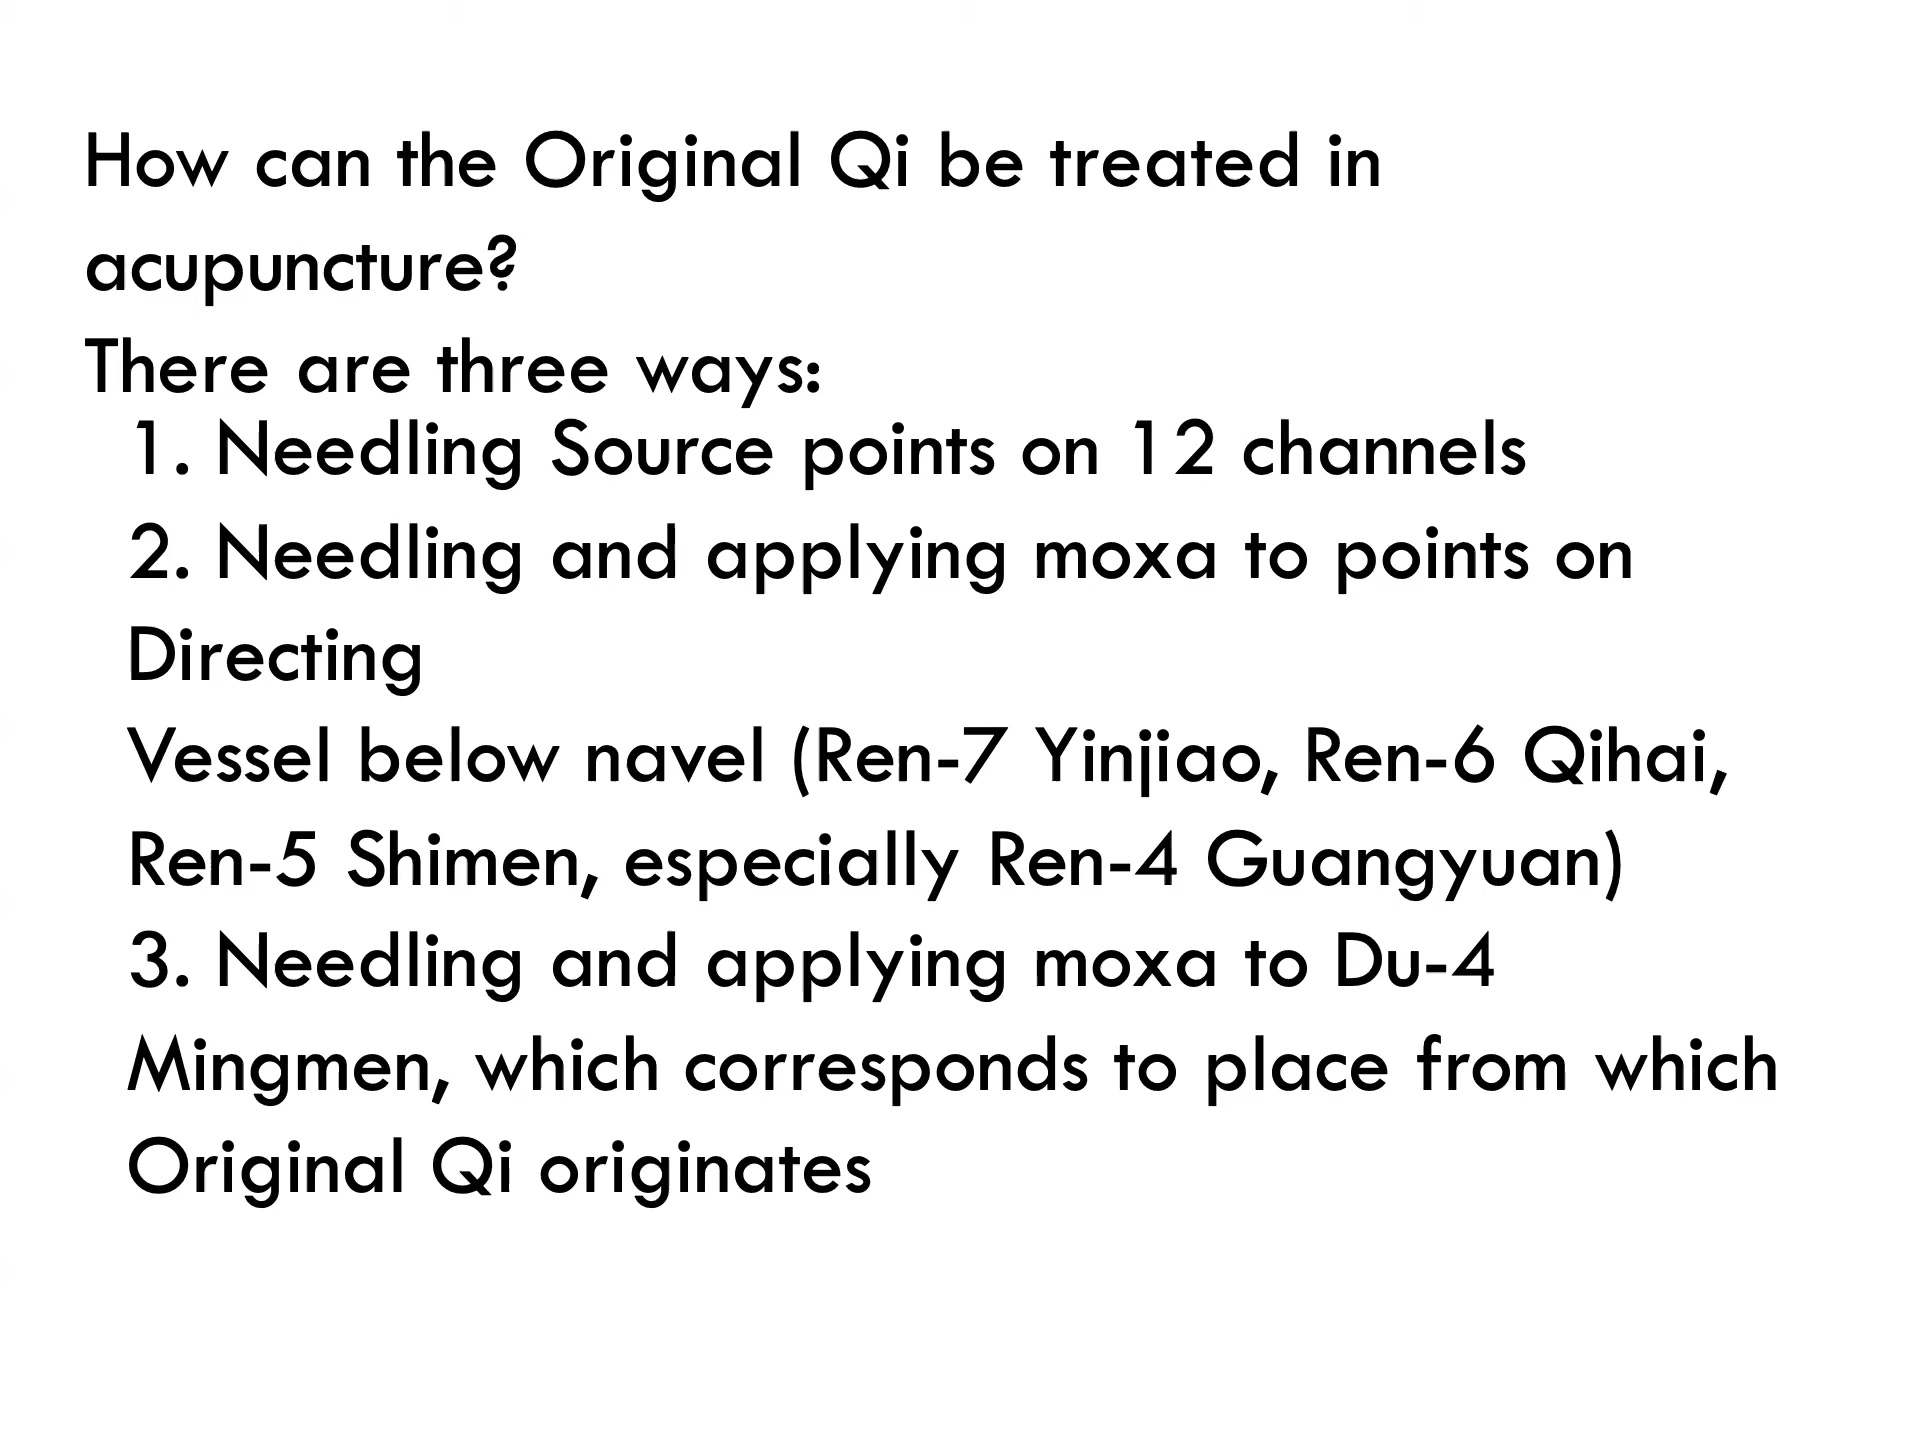 How can the Original Qi be treated in
acupuncture?
There are three ways:
1. Needling Source points on 12 channels
2. Needling and applying moxa to points on
Directing
Vessel below navel (Ren-7 Yinjiao, Ren-6 Qihai,
Ren-5 Shimen, especially Ren-4 Guangyuan)
3. Needling and applying moxa to Du-4
Mingmen, which corresponds to place from which
Original Qi originates